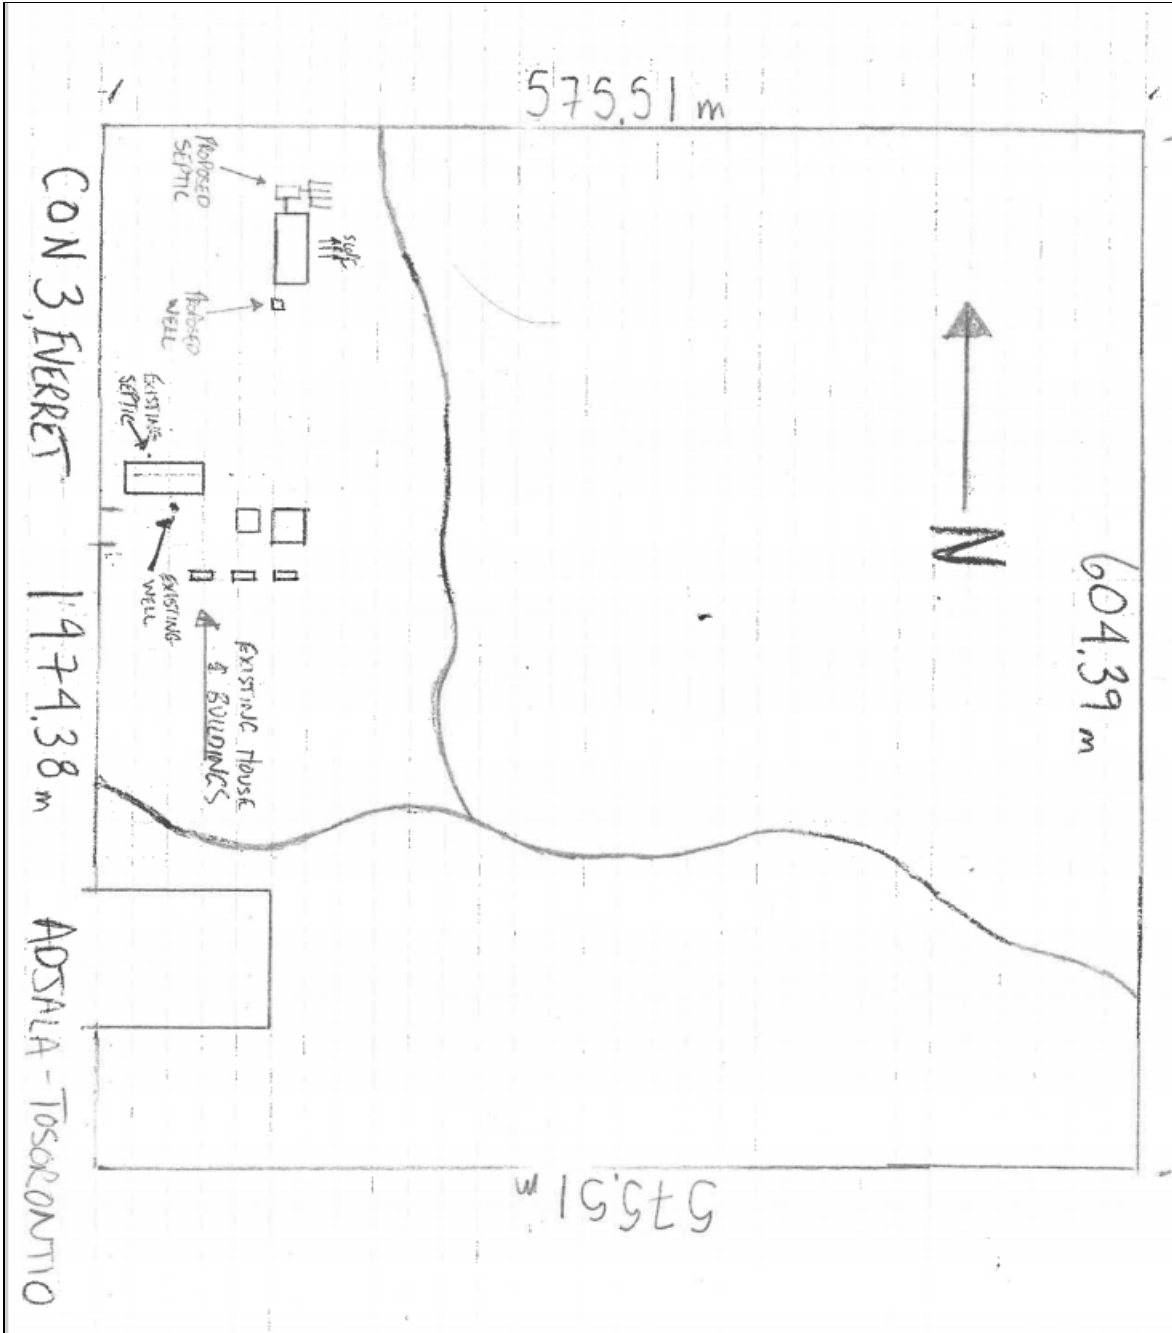 575.51 m
PROPOSED
SEPTIC
SLOPE
PROPOSED
WELL
EXISTING
SEPTIC
EXISTING
WELL
EXISTING HOUSE
& BUILDINGS
N
604.39 m
CON 3, EVERRET 1474.38 m ADJALA-TOSORONTIO
575.51 m